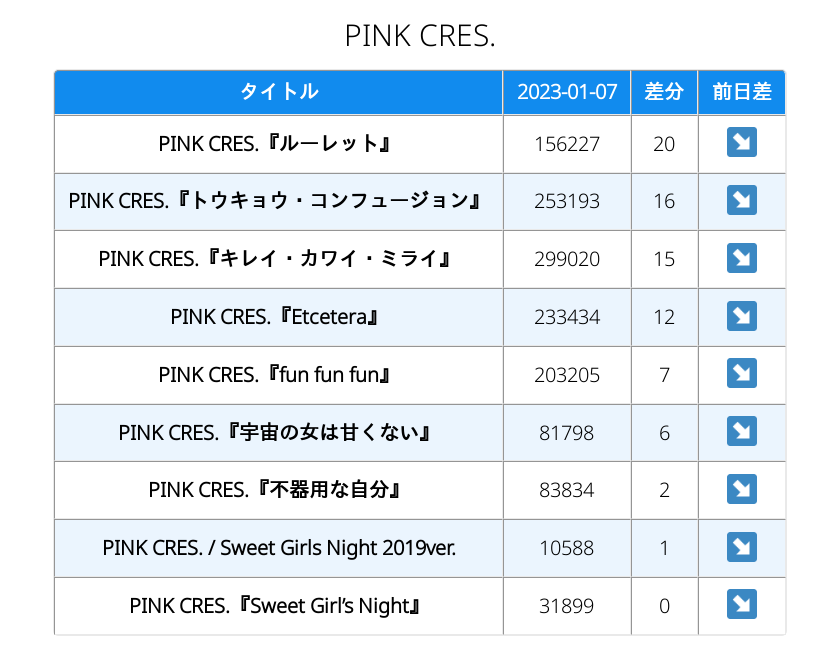 PINK CRES.
タイトル 2023-01-07 差分 前日差
PINK CRES.『ルーレット』 156227 20 ↘
PINK CRES.『トウキョウ・コンフュージョン』 253193 16 ↘
PINK CRES.『キレイ・カワイ・ミライ』 299020 15 ↘
PINK CRES.『Etcetera』 233434 12 ↘
PINK CRES.『fun fun fun』 203205 7 ↘
PINK CRES.『宇宙の女は甘くない』 81798 6 ↘
PINK CRES.『不器用な自分』 83834 2 ↘
PINK CRES. / Sweet Girls Night 2019ver. 10588 1 ↘
PINK CRES.『Sweet Girl’s Night』 31899 0 ↘